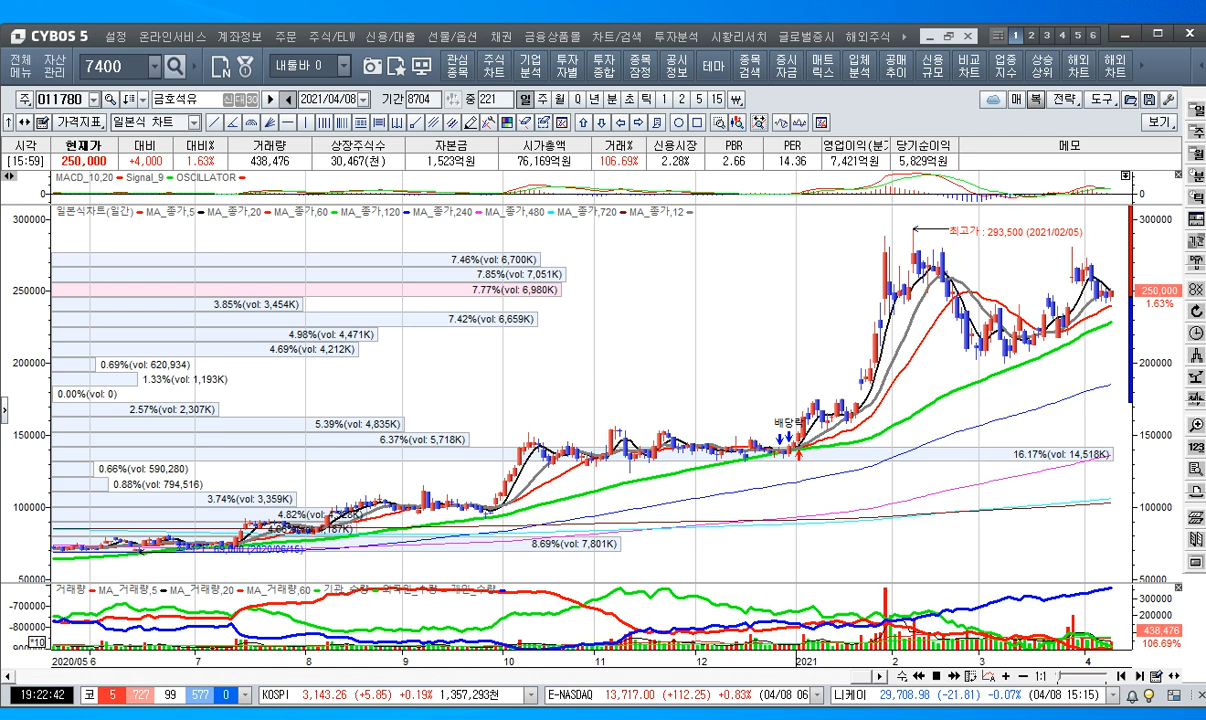 CYBOS 5 설정 온라인서비스 계좌정보 주문 주식/ELW 신용/대출 선물/옵션 채권 금융상품몰 차트/검색 투자분석 시황리서치 글로벌증시 해외주식 1 2 3 4 5 6
전체메뉴 자산관리 7400 내툴바 0 관심종목 주식차트 기업분석 투자자별 투자종합 종목잠정 공시정보 테마 종목검색 증시자금 매트릭스 입체분석 공매추이 신용규모 비교차트 업종지수 상한상위 해외차트 해외차트
주 011780 금호석유 신 대 30 2021/04/08 기간 8704 중 221 일 주 월 Q 년 분 초 틱 1 2 5 15 매 복 전략 도구
가격지표 일본식 차트 보기
시각 현재가 대비 대비% 거래량 상장주식수 자본금 시가총액 거래% 신용시장 PBR PER 영업이익(분기 당기순이익 메모
[15:59] 250,000 +4,000 1.63% 438,476 30,467(천) 1,523억원 76,169억원 106.69% 2.28% 2.66 14.36 7,421억원 5,829억원
MACD_10,20 Signal_9 OSCILLATOR
0 0
일본식차트(일간) MA_종가,5 MA_종가,20 MA_종가,60 MA_종가,120 MA_종가,240 MA_종가,480 MA_종가,720 MA_종가,12
300000 300000
최고가 : 293,500 (2021/02/05)
7.46%(vol: 6,700K)
7.85%(vol: 7,051K)
250000 7.77%(vol: 6,980K) 250,000
1.63%
3.85%(vol: 3,454K)
7.42%(vol: 6,659K)
4.98%(vol: 4,471K)
4.69%(vol: 4,212K)
200000 0.69%(vol: 620,934) 200000
1.33%(vol: 1,193K)
0.00%(vol: 0)
2.57%(vol: 2,307K)
5.39%(vol: 4,835K) 배당락
150000 6.37%(vol: 5,718K) 150000
16.17%(vol: 14,518K)
0.66%(vol: 590,280)
0.88%(vol: 794,516)
3.74%(vol: 3,359K)
100000 100000
4.82%
8.69%(vol: 7,801K)
(2020/06/15)
50000 50000
거래량 MA_거래량,5 MA_거래량,20 MA_거래량,60
-700000 300000
200000
-800000 438,476
*10 106.69%
2020/05 6 7 8 9 10 11 12 2021 2 3 4
1:1
19:22:42 코 5 727 99 577 0 KOSPI 3,143.26 (+5.85) +0.19% 1,357,293천 E-NASDAQ 13,717.00 (+112.25) +0.83% (04/08 06 니케이 29,708.98 (-21.81) -0.07% (04/08 15:15)